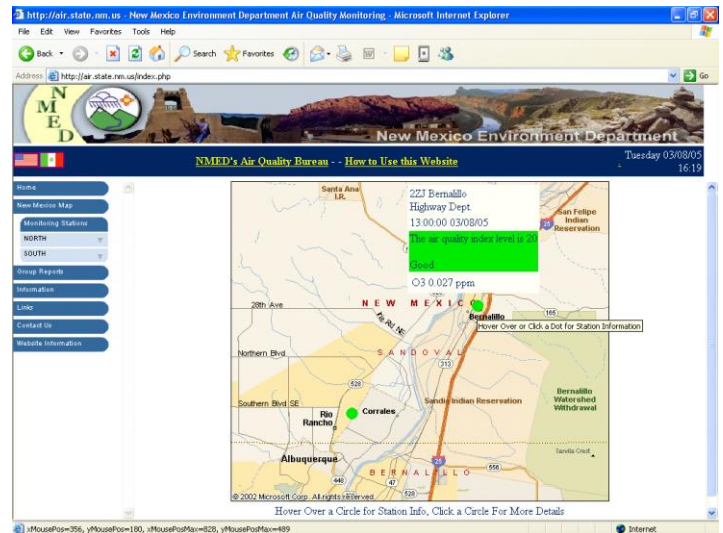 http://air.state.nm.us - New Mexico Environment Department Air Quality Monitoring - Microsoft Internet Explorer
File Edit View Favorites Tools Help
Back Search Favorites
Address http://air.state.nm.us/index.php Go
N
M
E
D
New Mexico Environment Department
NMED's Air Quality Bureau - - How to Use this Website
Tuesday 03/08/05
16:19
Home
New Mexico Map
Monitoring Stations
NORTH
SOUTH
Group Reports
Information
Links
Contact Us
Website Information
Santa Ana
I.R.
2ZJ Bernalillo
Highway Dept.
13:00:00 03/08/05
The air quality index level is 20
Good
O3 0.027 ppm
25
San Felipe
Indian
Reservation
28th Ave
NEW MEXICO
Bernalillo
165
Hover Over or Click a Dot for Station Information
Northern Blvd
SANDOVAL
313
528
Southern Blvd SE
Rio
Rancho
Corrales
Sandia Indian Reservation
Bernalillo
Watershed
Withdrawal
Sandia Crest
Albuquerque
25
BERNALILLO
556
448
47
528
© 2002 Microsoft Corp. All rights reserved.
Hover Over a Circle for Station Info, Click a Circle For More Details
xMousePos=356, yMousePos=180, xMousePosMax=828, yMousePosMax=489
Internet